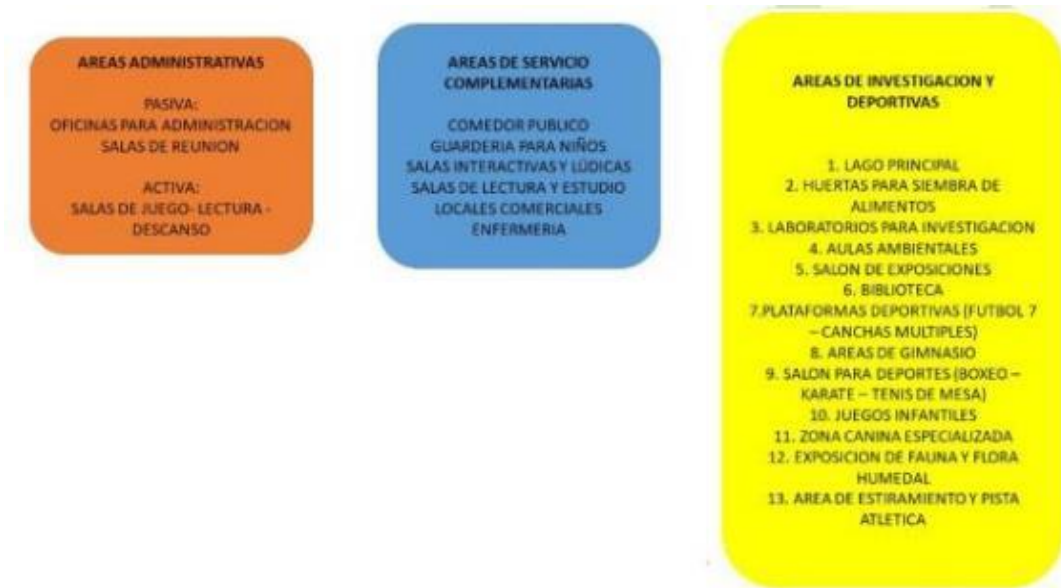 AREAS ADMINISTRATIVAS
PASIVA:
OFICINAS PARA ADMINISTRACION
SALAS DE REUNION
ACTIVA:
SALAS DE JUEGO- LECTURA -
DESCANSO
AREAS DE SERVICIO
COMPLEMENTARIAS
COMEDOR PUBLICO
GUARDERIA PARA NIÑOS
SALAS INTERACTIVAS Y LÚDICAS
SALAS DE LECTURA Y ESTUDIO
LOCALES COMERCIALES
ENFERMERIA
AREAS DE INVESTIGACION Y
DEPORTIVAS
1. LAGO PRINCIPAL
2. HUERTAS PARA SIEMBRA DE
ALIMENTOS
3. LABORATORIOS PARA INVESTIGACION
4. AULAS AMBIENTALES
5. SALON DE EXPOSICIONES
6. BIBLIOTECA
7.PLATAFORMAS DEPORTIVAS (FUTBOL 7
– CANCHAS MULTIPLES)
8. AREAS DE GIMNASIO
9. SALON PARA DEPORTES (BOXEO –
KARATE – TENIS DE MESA)
10. JUEGOS INFANTILES
11. ZONA CANINA ESPECIALIZADA
12. EXPOSICION DE FAUNA Y FLORA
HUMEDAL
13. AREA DE ESTIRAMIENTO Y PISTA
ATLETICA